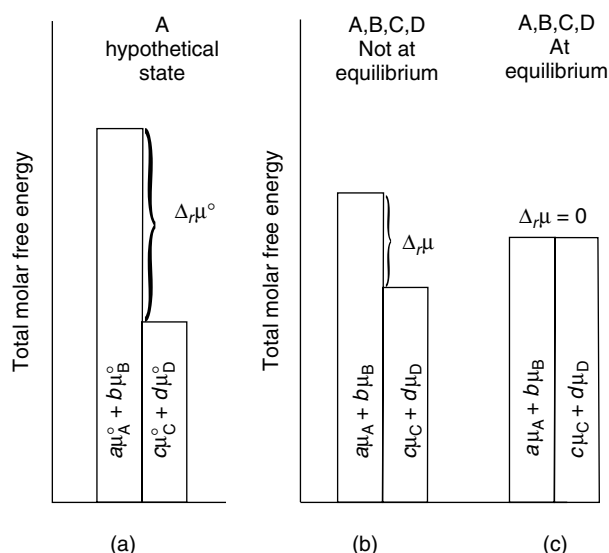 A
hypothetical
state
Total molar free energy
Δᵣμ°
aμ°A + bμ°B
cμ°C + dμ°D
(a)
A,B,C,D
Not at
equilibrium
Total molar free energy
Δᵣμ
aμA + bμB
cμC + dμD
(b)
A,B,C,D
At
equilibrium
Δᵣμ = 0
aμA + bμB
cμC + dμD
(c)